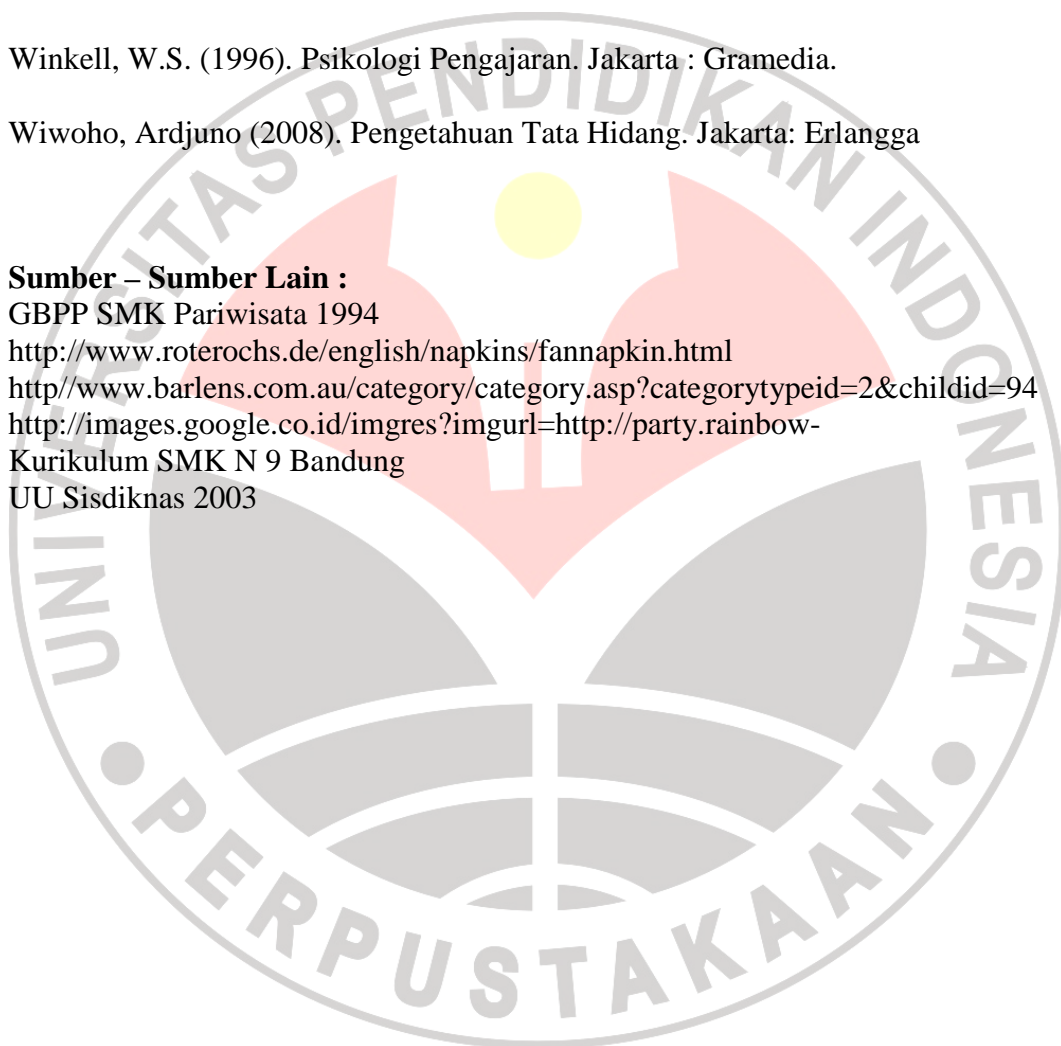 Winkell, W.S. (1996). Psikologi Pengajaran. Jakarta : Gramedia.
Wiwoho, Ardjuno (2008). Pengetahuan Tata Hidang. Jakarta: Erlangga
Sumber – Sumber Lain :
GBPP SMK Pariwisata 1994
http://www.roterochs.de/english/napkins/fannapkin.html
http//www.barlens.com.au/category/category.asp?categorytypeid=2&childid=94
http://images.google.co.id/imgres?imgurl=http://party.rainbow-
Kurikulum SMK N 9 Bandung
UU Sisdiknas 2003
UNIVERSITAS PENDIDIKAN INDONESIA
PERPUSTAKAAN